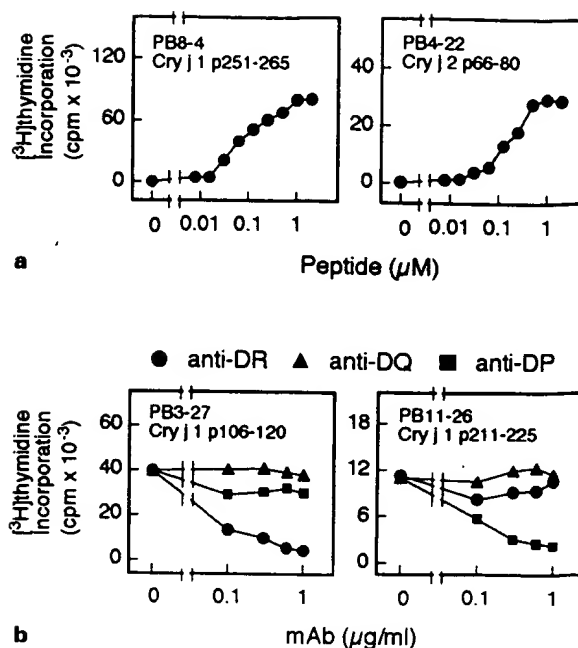 PB8-4
Cry j 1 p251-265
PB4-22
Cry j 2 p66-80
[³H]thymidine
Incorporation
(cpm x 10⁻³)
120
60
0
40
20
0
0 0.01 0.1 1
0 0.01 0.1 1
a
Peptide (µM)
● anti-DR ▲ anti-DQ ■ anti-DP
PB3-27
Cry j 1 p106-120
PB11-26
Cry j 1 p211-225
[³H]thymidine
Incorporation
(cpm x 10⁻³)
60
40
20
0
18
12
6
0
0 0.1 1
0 0.1 1
b
mAb (µg/ml)